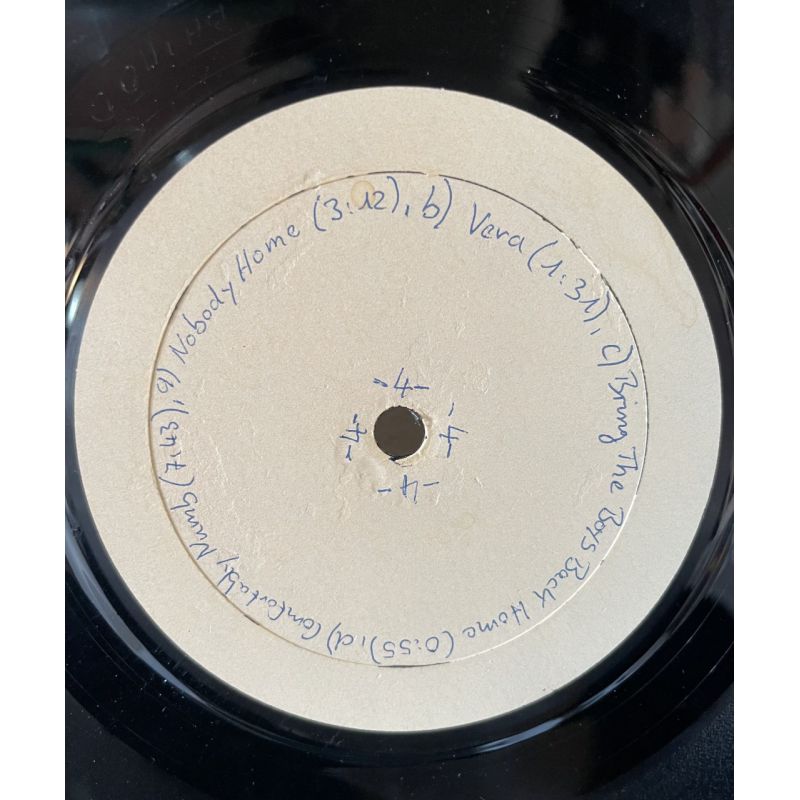 a) Nobody Home (3:12), b) Vera (1:31), c) Bring The Boys Back Home (0:55), d) Comfortably Numb (7:43),
-4-
-4-
-4-
-4-